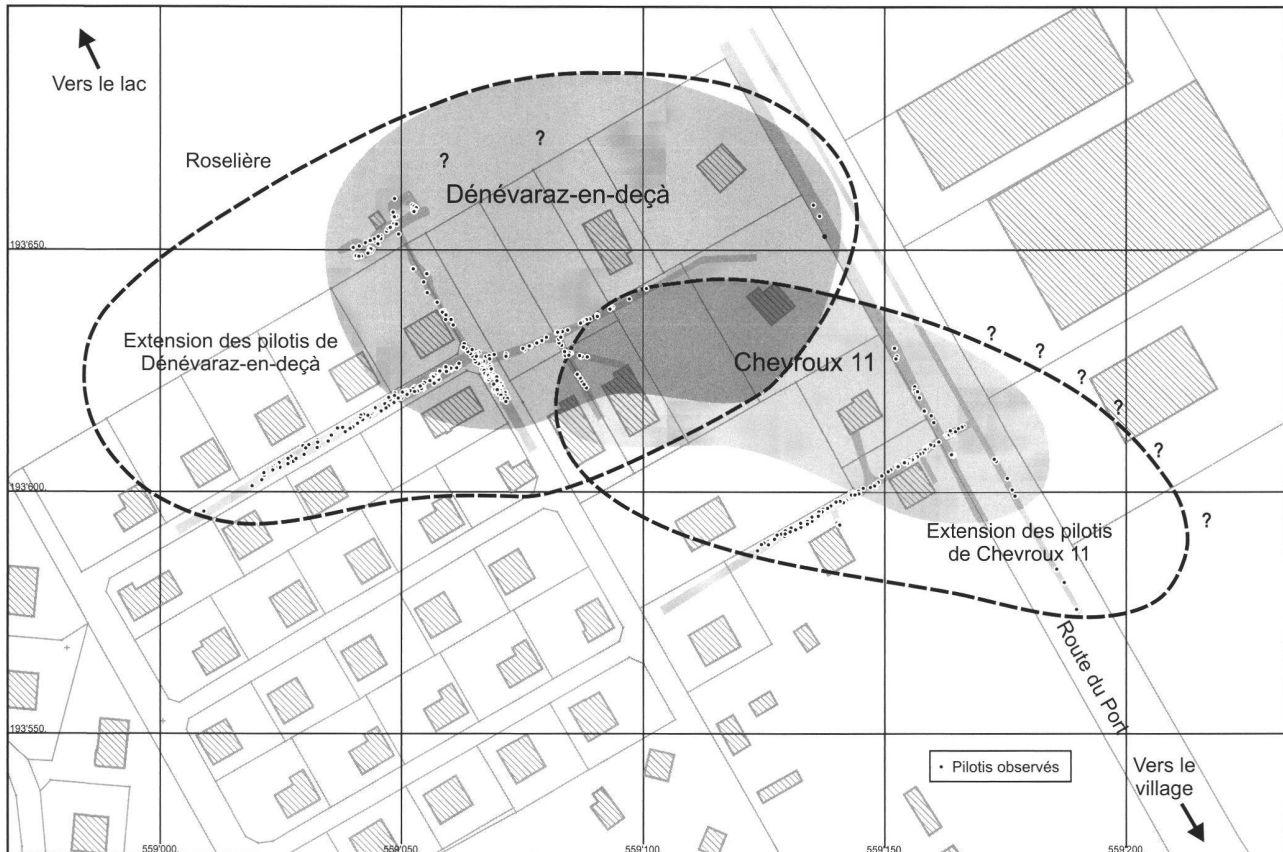 Vers le lac
Roselière
?
?
Dénévaraz-en-deçà
193'650.
Extension des pilotis de
Dénévaraz-en-deçà
Chevroux 11
?
?
?
?
?
?
193'600.
Extension des pilotis
de Chevroux 11
Route du Port
193'550.
• Pilotis observés
Vers le
village
559'000.
559'050.
559'100.
559'150.
559'200.